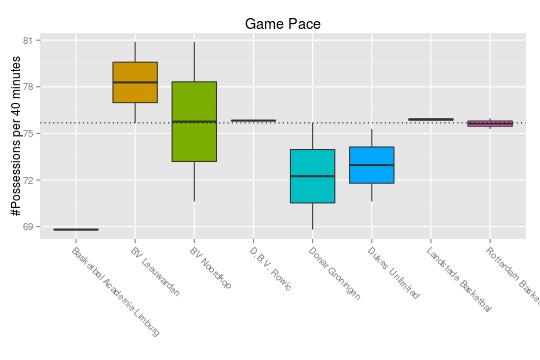 Game Pace
#Possessions per 40 minutes
81
78
75
72
69
Basketbal Academie Limburg
BV Leeuwarden
BV Noordkop
D.B.V. Rowic
Donar Groningen
Dukes Unlimited
Landslade Basketbal
Rotterdam Basket